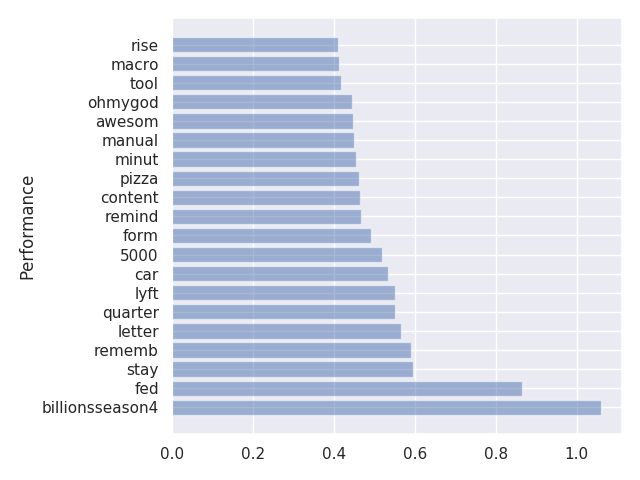 rise
macro
tool
ohmygod
awesom
manual
minut
pizza
content
remind
form
5000
car
lyft
quarter
letter
rememb
stay
fed
billionsseason4
Performance
0.0 0.2 0.4 0.6 0.8 1.0